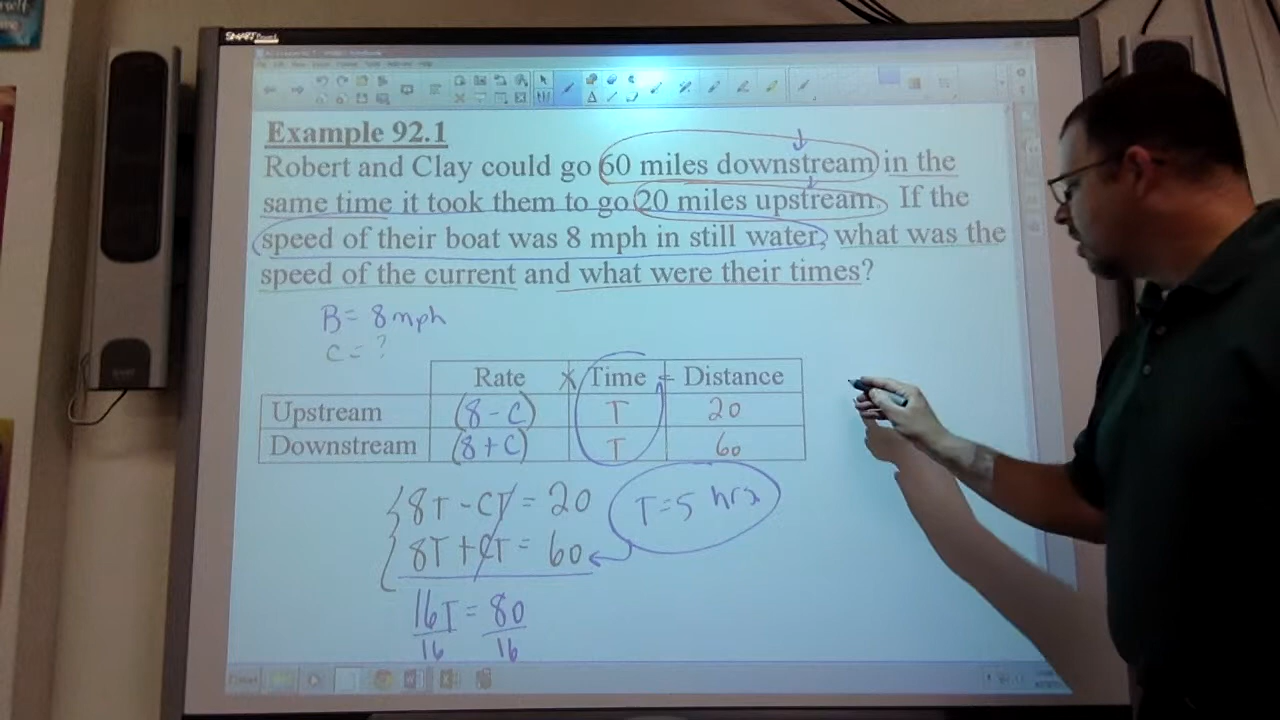 SMART Board
Example 92.1
Robert and Clay could go 60 miles downstream in the
same time it took them to go 20 miles upstream. If the
speed of their boat was 8 mph in still water, what was the
speed of the current and what were their times?
B = 8 mph
C = ?
Rate X Time = Distance
Upstream (8 - C) T 20
Downstream (8 + C) T 60
8T - CT = 20
T = 5 hrs
8T + CT = 60
16T = 80
16 16